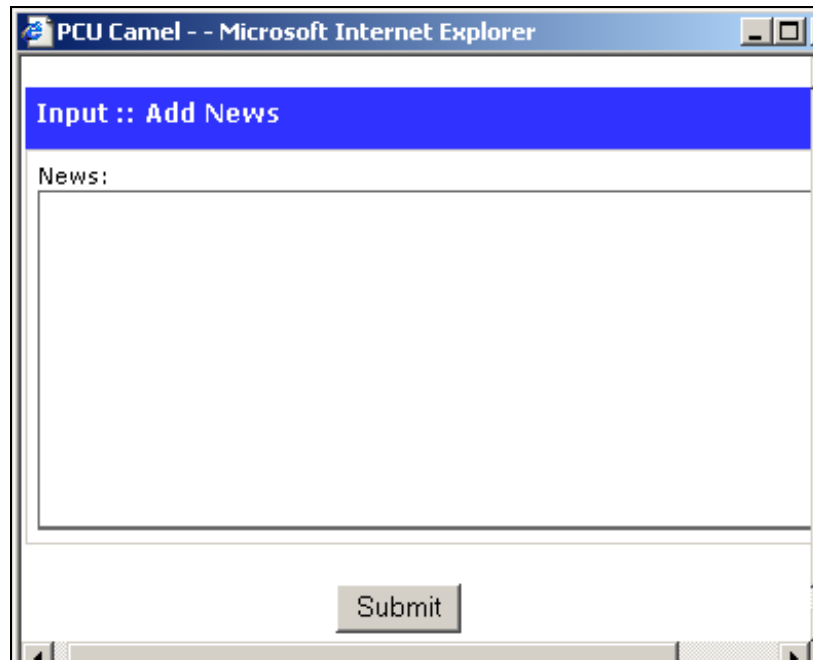 PCU Camel - - Microsoft Internet Explorer
Input :: Add News
News:
Submit